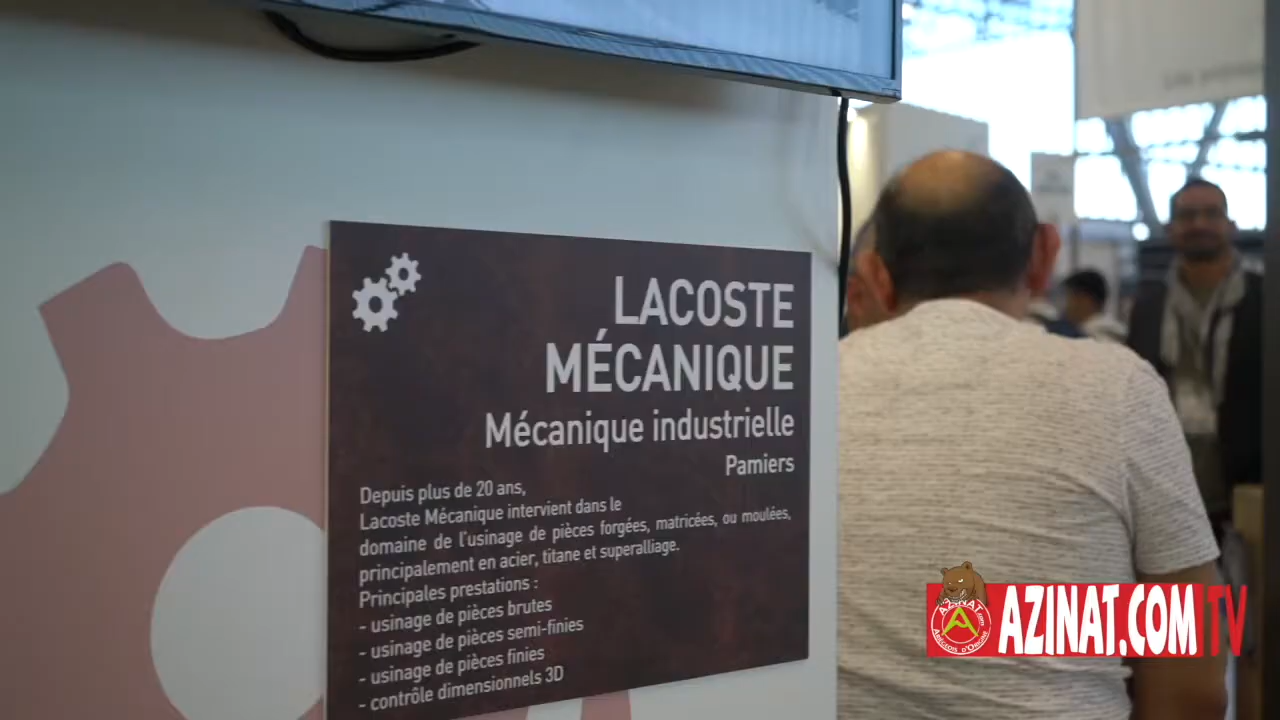 LACOSTE
MÉCANIQUE
Mécanique industrielle
Pamiers
Depuis plus de 20 ans,
Lacoste Mécanique intervient dans le
domaine de l'usinage de pièces forgées, matricées, ou moulées,
principalement en acier, titane et superalliage.
Principales prestations :
- usinage de pièces brutes
- usinage de pièces semi-finies
- usinage de pièces finies
- contrôle dimensionnels 3D
AZINAT.COM TV
AZINAT.com